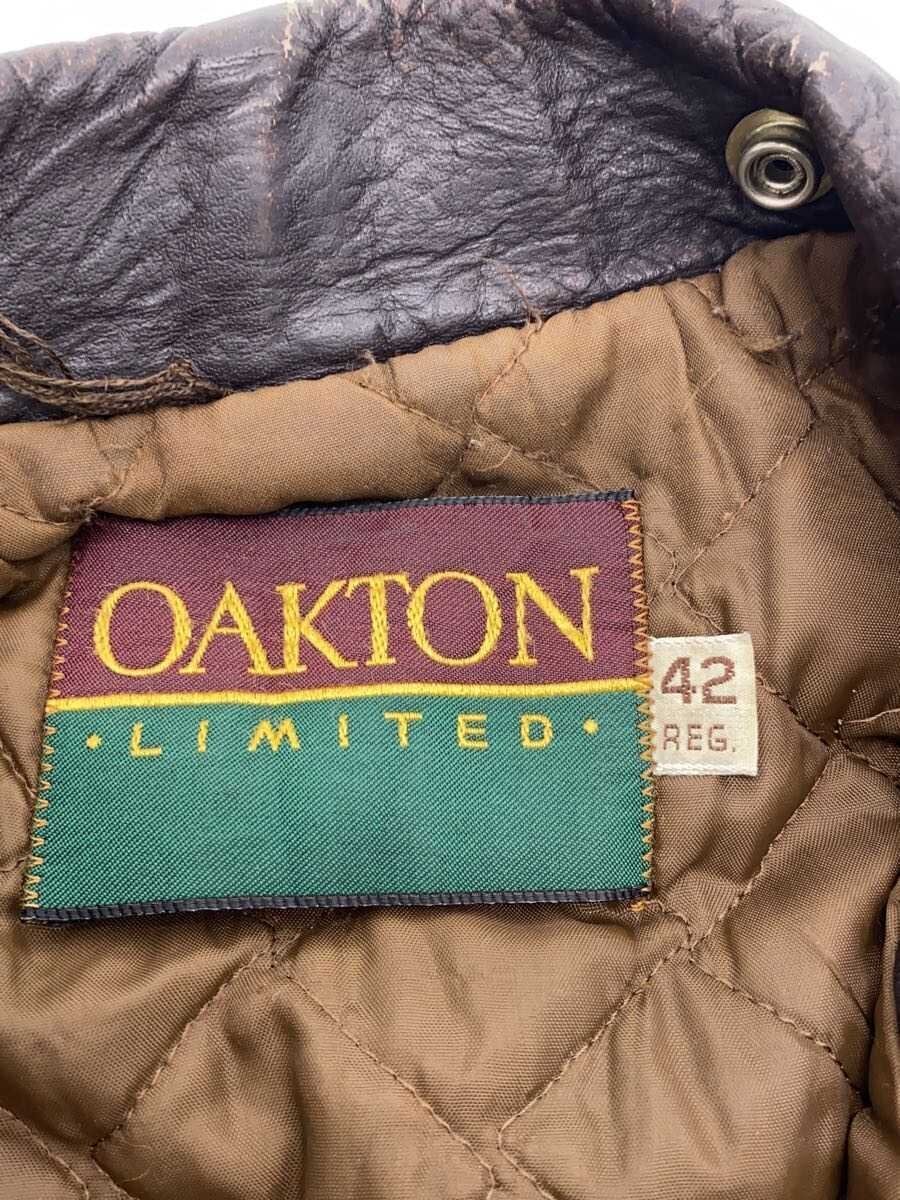 OAKTON
· LIMITED ·
42
REG.